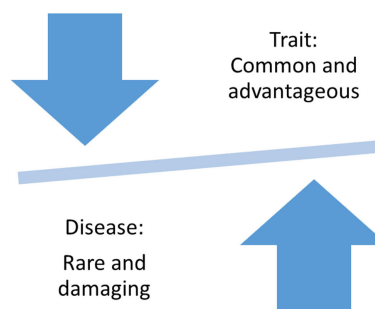 Trait:
Common and
advantageous
Disease:
Rare and
damaging